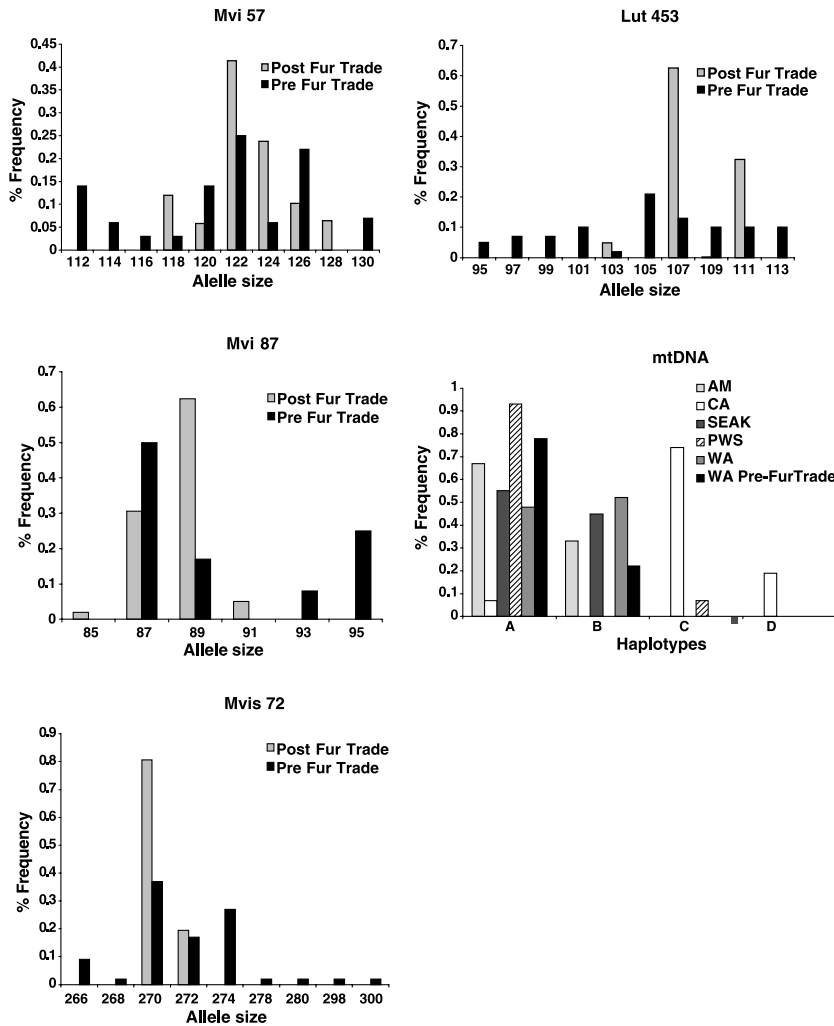 Mvi 57
0.45
0.4
0.35
0.3
0.25
0.2
0.15
0.1
0.05
0
% Frequency
Post Fur Trade
Pre Fur Trade
112 114 116 118 120 122 124 126 128 130
Alelle size
Lut 453
0.7
0.6
0.5
0.4
0.3
0.2
0.1
0
% Frequency
Post Fur Trade
Pre Fur Trade
95 97 99 101 103 105 107 109 111 113
Allele size
Mvi 87
0.7
0.6
0.5
0.4
0.3
0.2
0.1
0
% Frequency
Post Fur Trade
Pre Fur Trade
85 87 89 91 93 95
Allele size
mtDNA
1
0.9
0.8
0.7
0.6
0.5
0.4
0.3
0.2
0.1
0
% Frequency
AM
CA
SEAK
PWS
WA
WA Pre-FurTrade
A B C D
Haplotypes
Mvis 72
0.9
0.8
0.7
0.6
0.5
0.4
0.3
0.2
0.1
0
% Frequency
Post Fur Trade
Pre Fur Trade
266 268 270 272 274 278 280 298 300
Allele size